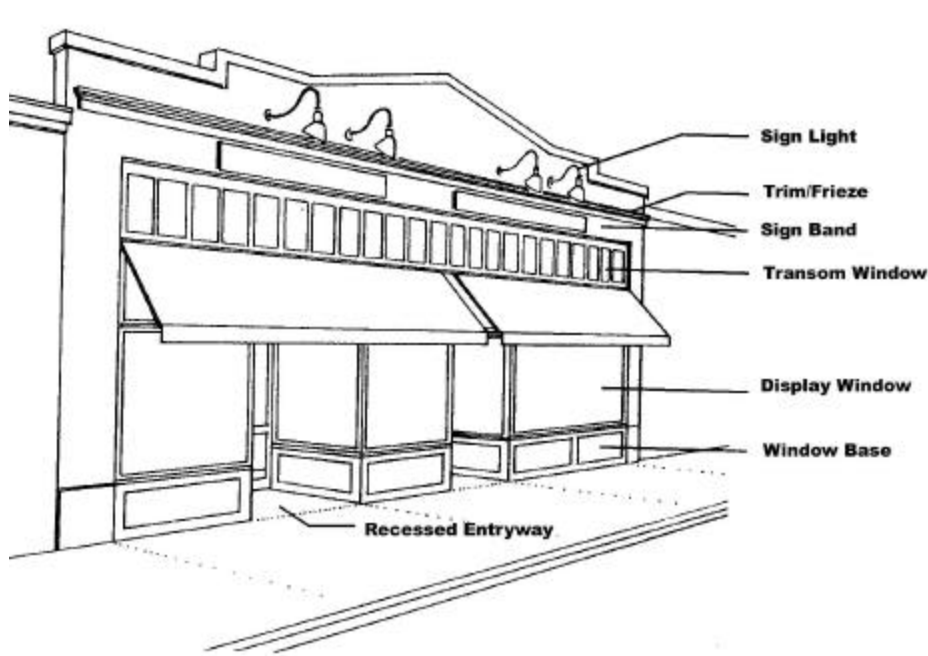 Sign Light
Trim/Frieze
Sign Band
Transom Window
Display Window
Window Base
Recessed Entryway